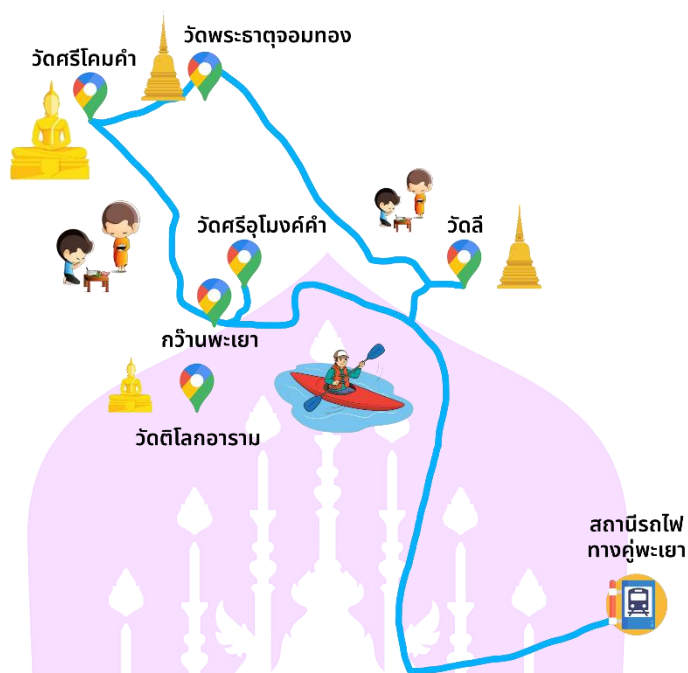 วัดพระธาตุจอมทอง
วัดศรีโคมคำ
วัดศรีอุโมงค์คำ
วัดลี
กว๊านพะเยา
วัดติโลกอาราม
สถานีรถไฟ
ทางคู่พะเยา